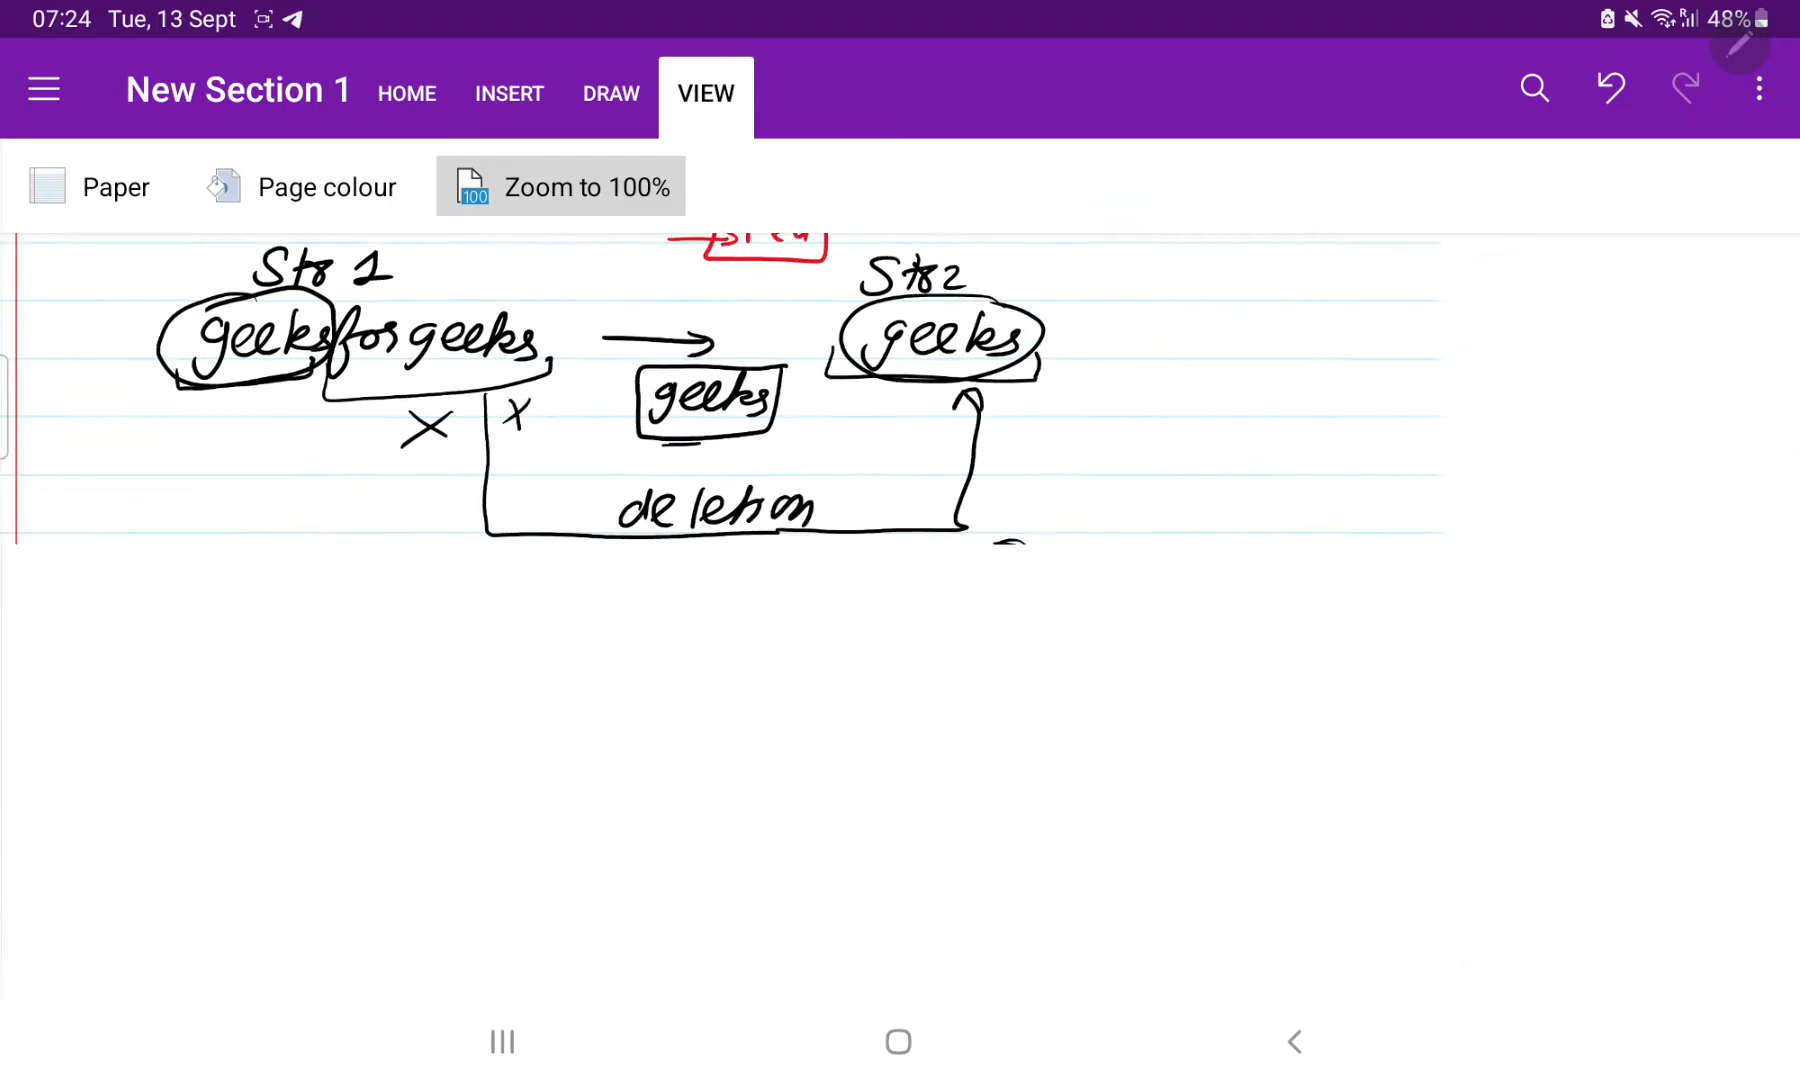 07:24 Tue, 13 Sept 48%
New Section 1 HOME INSERT DRAW VIEW
Paper Page colour 100 Zoom to 100%
Str 1 Str2
geeksforgeeks geeks
geeks
X X
deletion